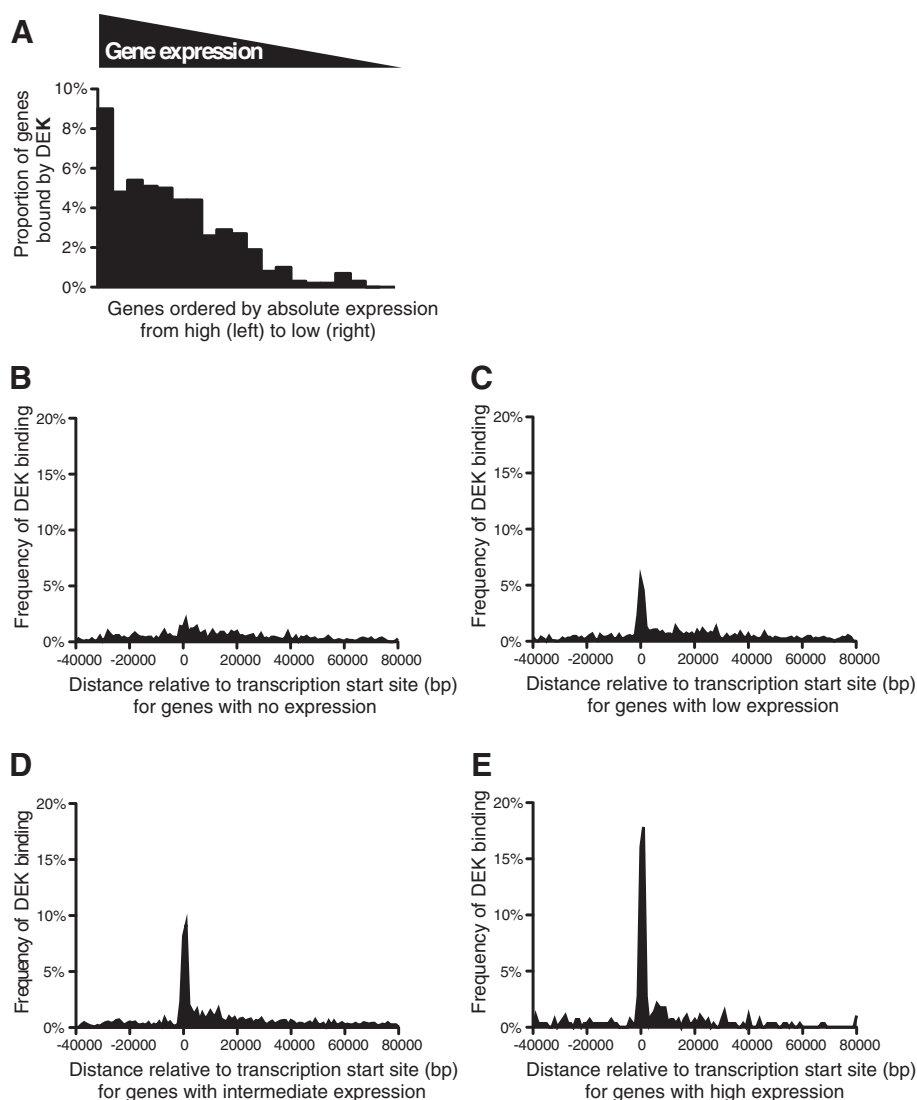 A
Gene expression
10%
8%
6%
4%
2%
0%
Proportion of genes
bound by DEK
Genes ordered by absolute expression
from high (left) to low (right)
B
20%
15%
10%
5%
0%
Frequency of DEK binding
-40000 -20000 0 20000 40000 60000 80000
Distance relative to transcription start site (bp)
for genes with no expression
C
20%
15%
10%
5%
0%
Frequency of DEK binding
-40000 -20000 0 20000 40000 60000 80000
Distance relative to transcription start site (bp)
for genes with low expression
D
20%
15%
10%
5%
0%
Frequency of DEK binding
-40000 -20000 0 20000 40000 60000 80000
Distance relative to transcription start site (bp)
for genes with intermediate expression
E
20%
15%
10%
5%
0%
Frequency of DEK binding
-40000 -20000 0 20000 40000 60000 80000
Distance relative to transcription start site (bp)
for genes with high expression